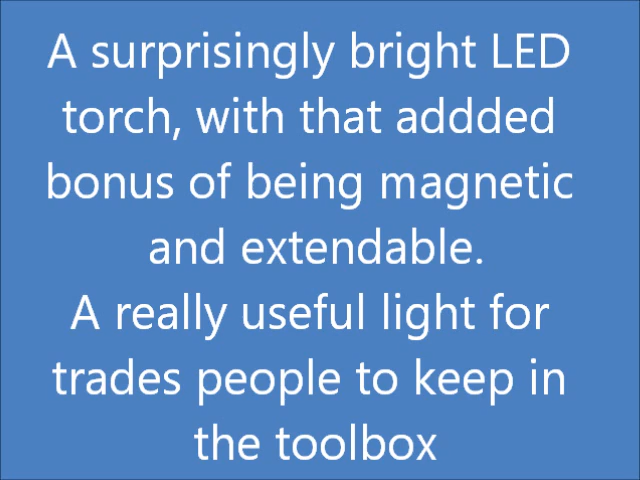 A surprisingly bright LED
torch, with that addded
bonus of being magnetic
and extendable.
A really useful light for
trades people to keep in
the toolbox